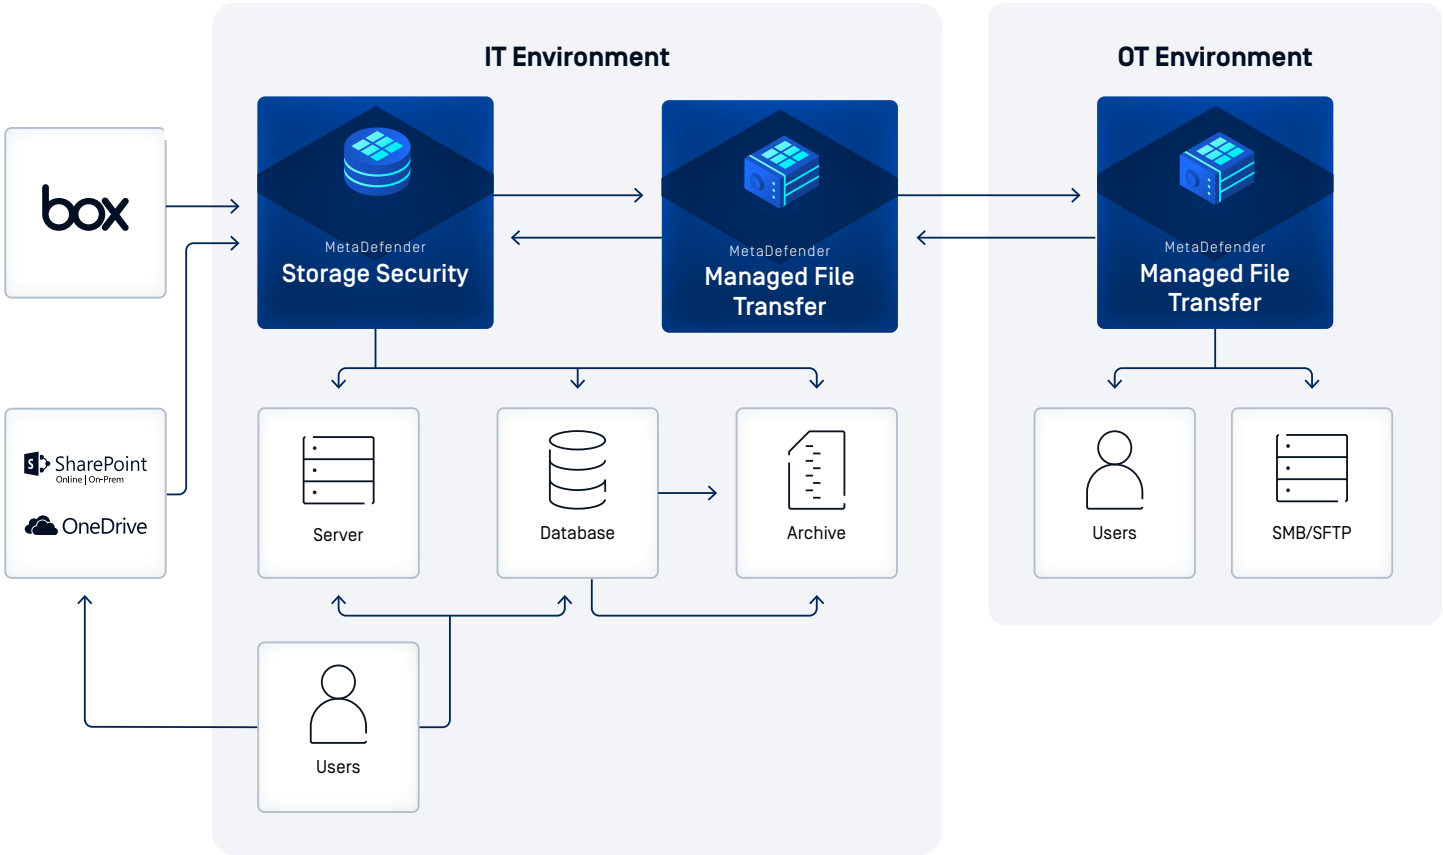 IT Environment
OT Environment
box
MetaDefender
Storage Security
MetaDefender
Managed File
Transfer
MetaDefender
Managed File
Transfer
S SharePoint
Online | On-Prem
OneDrive
Server
Database
Archive
Users
SMB/SFTP
Users